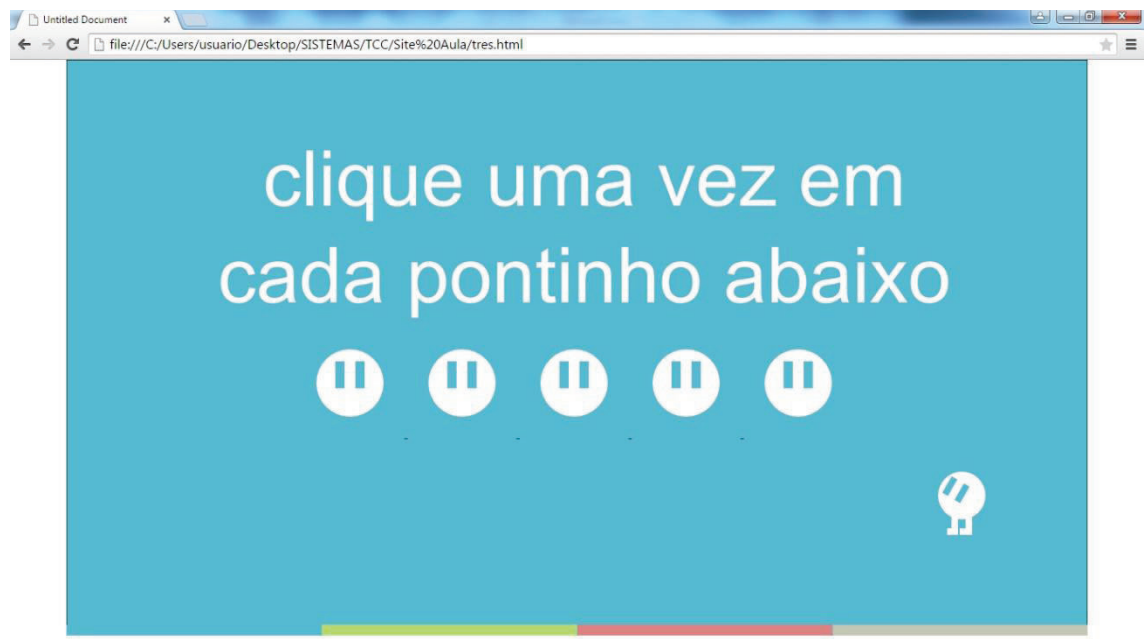 Untitled Document
file:///C:/Users/usuario/Desktop/SISTEMAS/TCC/Site%20Aula/tres.html
clique uma vez em
cada pontinho abaixo